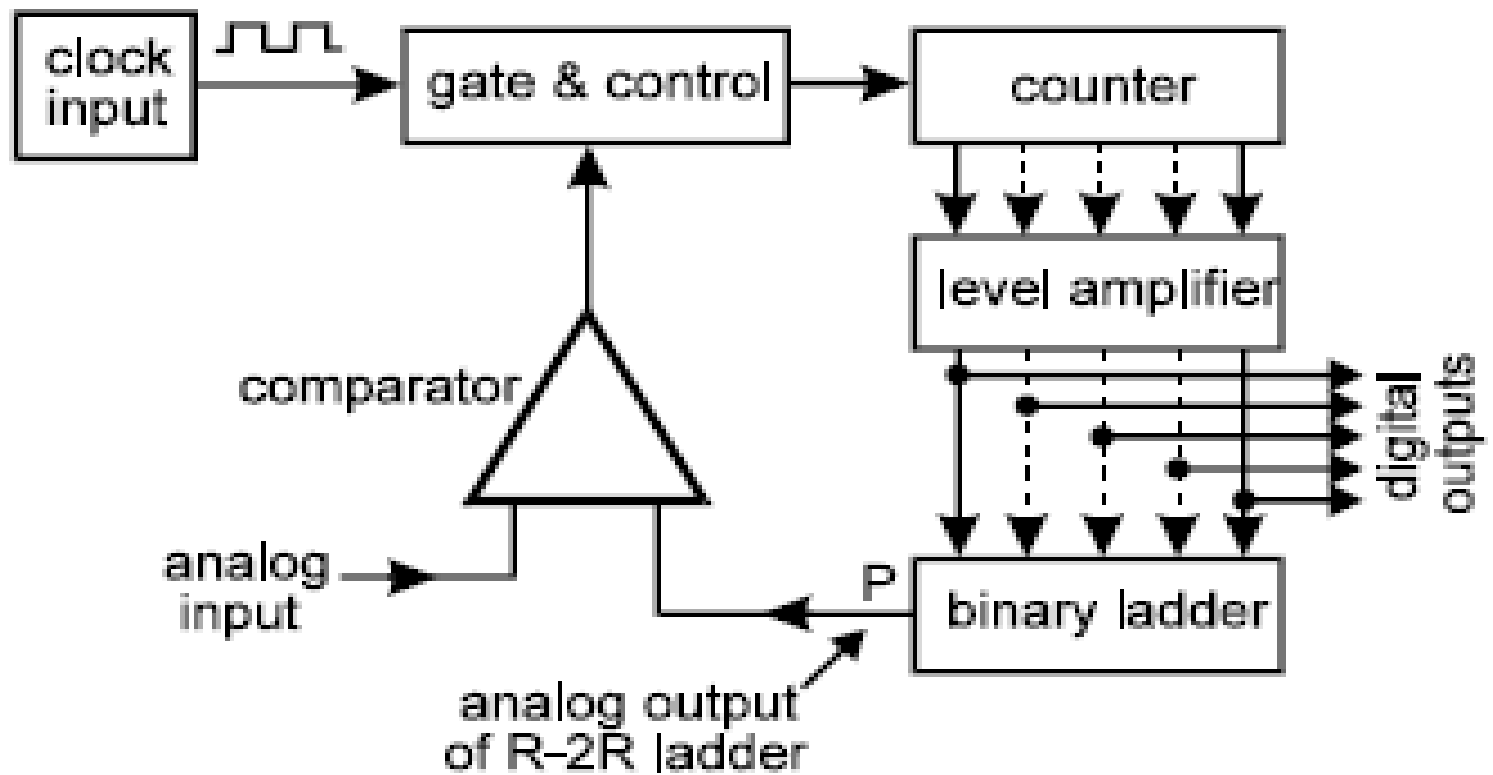 clock
input
gate & control
counter
level amplifier
comparator
digital
outputs
analog
input
P
binary ladder
analog output
of R–2R ladder